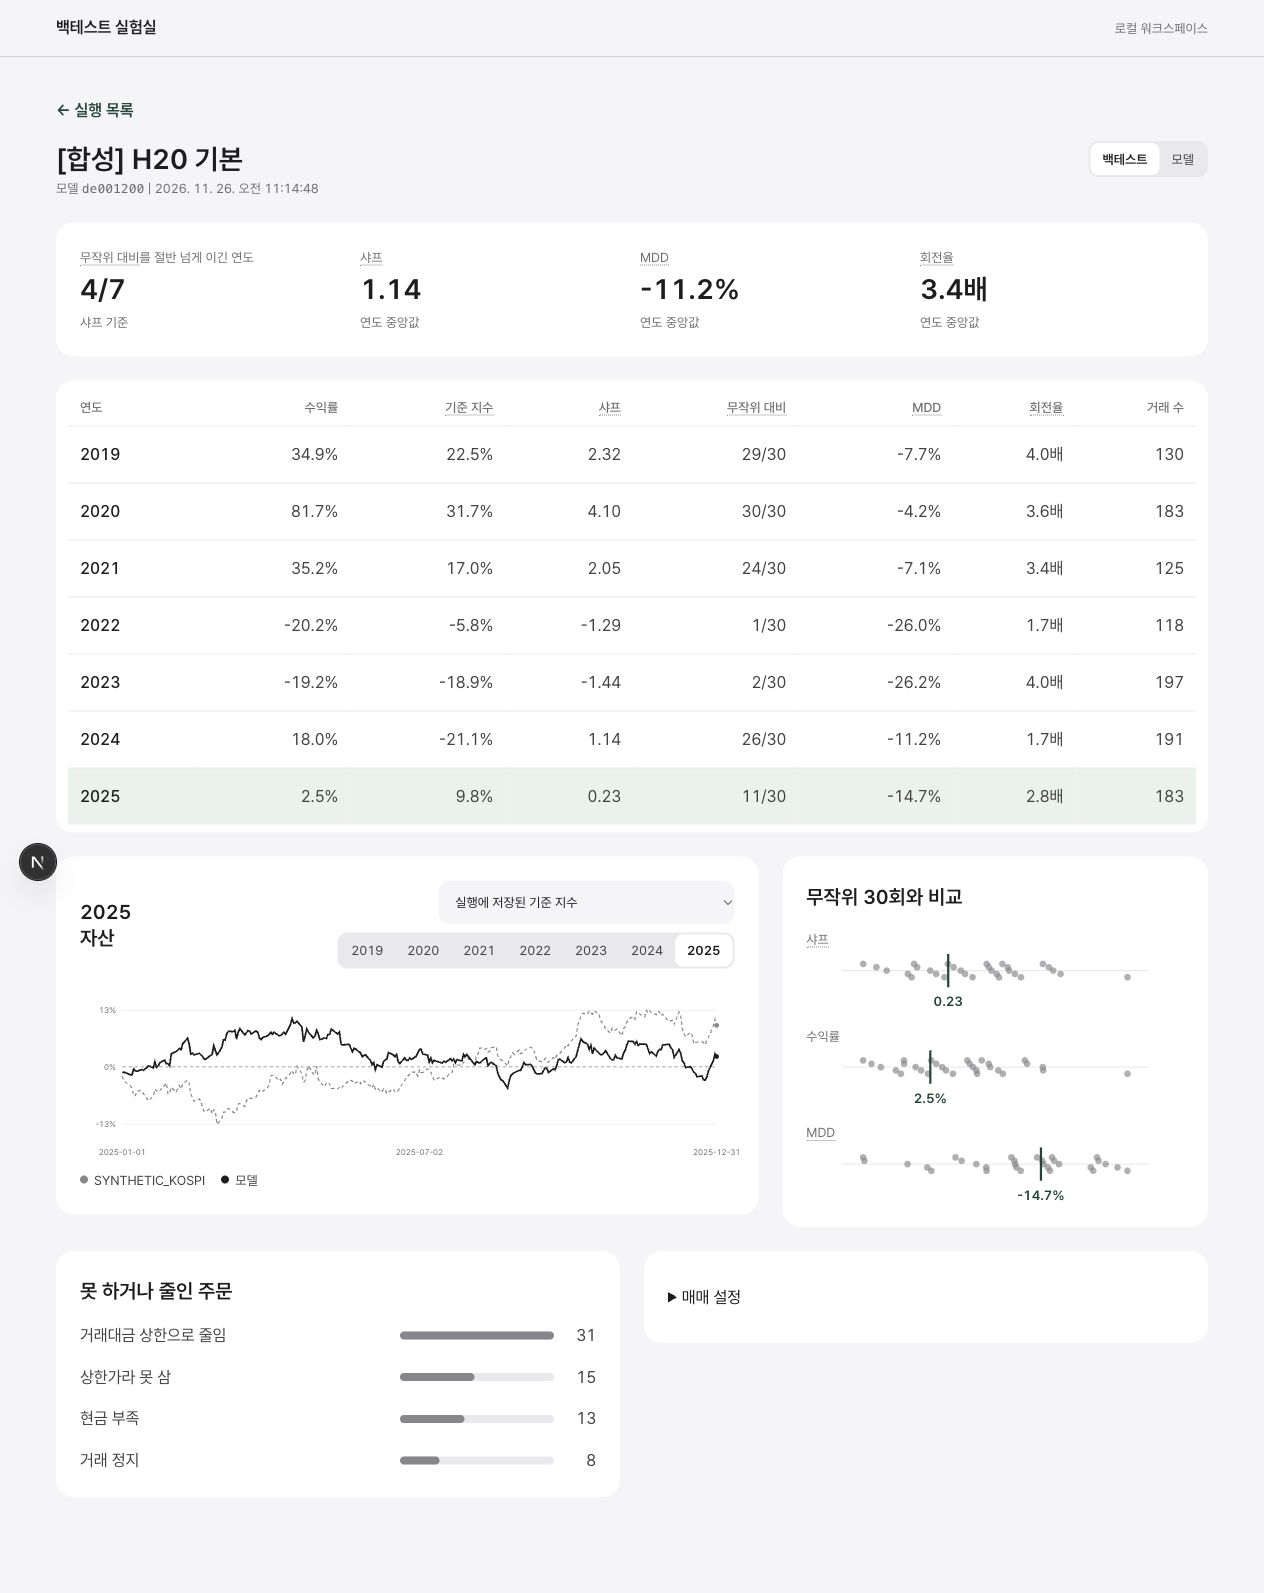 백테스트 실험실
로컬 워크스페이스
← 실행 목록
[합성] H20 기본
백테스트 모델
모델 de001200 | 2026. 11. 26. 오전 11:14:48
무작위 대비를 절반 넘게 이긴 연도
4/7
샤프 기준
샤프
1.14
연도 중앙값
MDD
-11.2%
연도 중앙값
회전율
3.4배
연도 중앙값
연도 수익률 기준 지수 샤프 무작위 대비 MDD 회전율 거래 수
2019 34.9% 22.5% 2.32 29/30 -7.7% 4.0배 130
2020 81.7% 31.7% 4.10 30/30 -4.2% 3.6배 183
2021 35.2% 17.0% 2.05 24/30 -7.1% 3.4배 125
2022 -20.2% -5.8% -1.29 1/30 -26.0% 1.7배 118
2023 -19.2% -18.9% -1.44 2/30 -26.2% 4.0배 197
2024 18.0% -21.1% 1.14 26/30 -11.2% 1.7배 191
2025 2.5% 9.8% 0.23 11/30 -14.7% 2.8배 183
N
2025
자산
실행에 저장된 기준 지수
2019 2020 2021 2022 2023 2024 2025
13%
0%
-13%
2025-01-01 2025-07-02 2025-12-31
SYNTHETIC_KOSPI 모델
무작위 30회와 비교
샤프
0.23
수익률
2.5%
MDD
-14.7%
못 하거나 줄인 주문
거래대금 상한으로 줄임 31
상한가라 못 삼 15
현금 부족 13
거래 정지 8
▶ 매매 설정